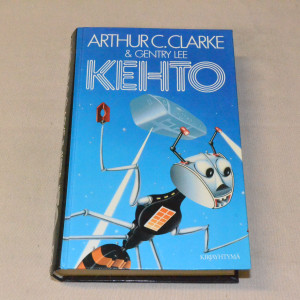 ARTHUR C. CLARKE
& GENTRY LEE
KEHTO
KIRJAYHTYMÄ